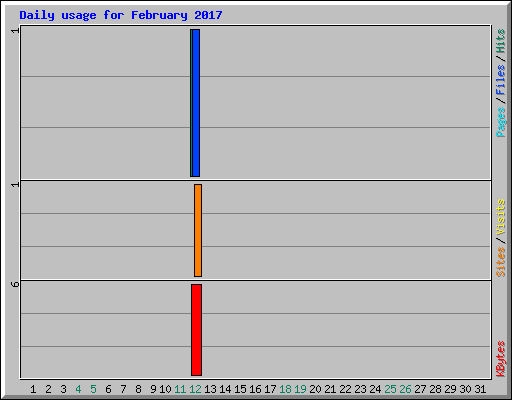 Daily usage for February 2017
1
Pages/Files/Hits
1
Sites/Visits
6
KBytes
1 2 3 4 5 6 7 8 9 10 11 12 13 14 15 16 17 18 19 20 21 22 23 24 25 26 27 28 29 30 31